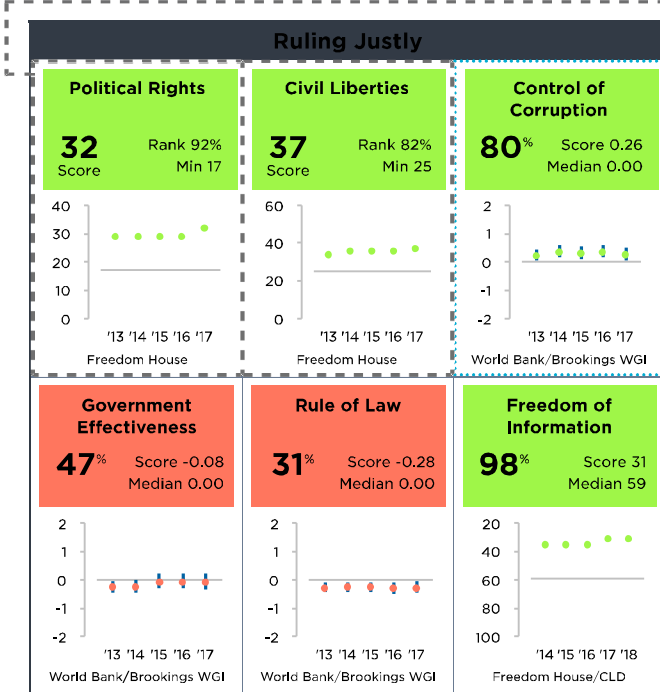 Ruling Justly
Political Rights
32
Score
Rank 92%
Min 17
40
30
20
10
0
'13 '14 '15 '16 '17
Freedom House
Civil Liberties
37
Score
Rank 82%
Min 25
60
40
20
0
'13 '14 '15 '16 '17
Freedom House
Control of
Corruption
80%
Score 0.26
Median 0.00
2
1
0
-1
-2
'13 '14 '15 '16 '17
World Bank/Brookings WGI
Government
Effectiveness
47%
Score -0.08
Median 0.00
2
1
0
-1
-2
'13 '14 '15 '16 '17
World Bank/Brookings WGI
Rule of Law
31%
Score -0.28
Median 0.00
2
1
0
-1
-2
'13 '14 '15 '16 '17
World Bank/Brookings WGI
Freedom of
Information
98%
Score 31
Median 59
20
40
60
80
100
'14 '15 '16 '17 '18
Freedom House/CLD